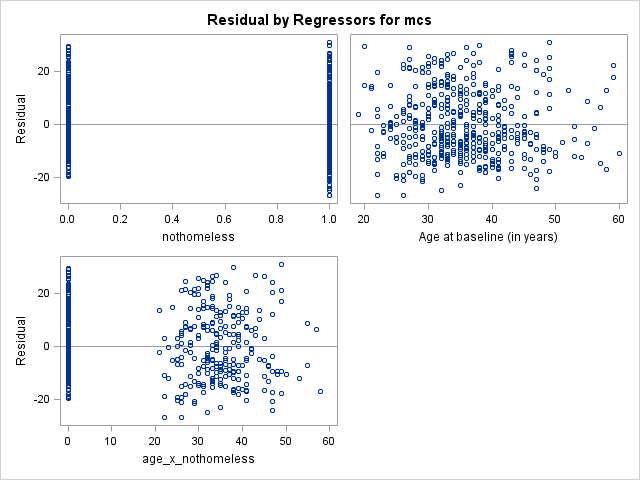 Residual by Regressors for mcs
Residual
20
0
-20
0.0 0.2 0.4 0.6 0.8 1.0
nothomeless
20 30 40 50 60
Age at baseline (in years)
Residual
20
0
-20
0 10 20 30 40 50 60
age_x_nothomeless